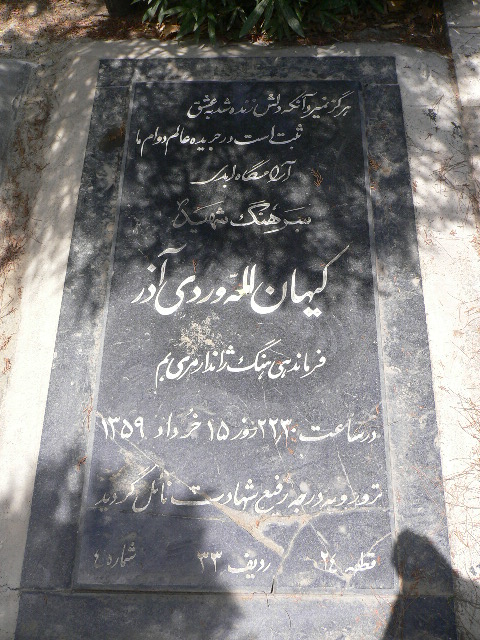 هرگز نمیرد آنکه دلش زنده شد به عشق
ثبت است در جریده عالم دوام ما
آرامگاه ابدی
سرهنگ شهید
کیهان اللّه وردی آذر
فرمانده ی هنگ ژاندارمری بم
در ساعت ۲۲٫۳۰ روز ۱۵ خرداد ۱۳۵۹
ترور و به درجه رفیع شهادت نائل گردید
قطعه ۲۴ ردیف ۳۳ شماره ٤